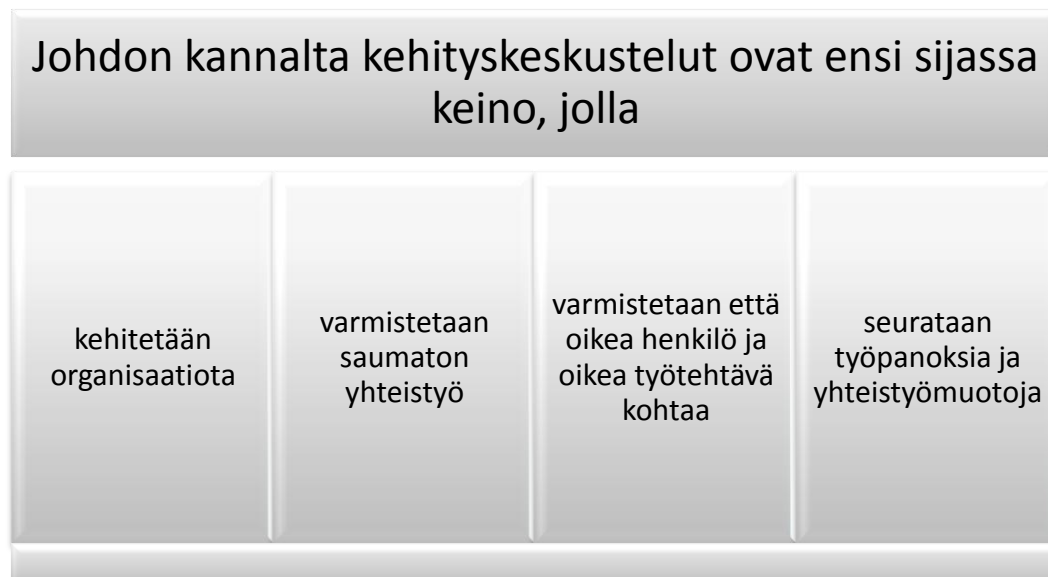 Johdon kannalta kehityskeskustelut ovat ensi sijassa
keino, jolla
kehitetään
organisaatiota
varmistetaan
saumaton
yhteistyö
varmistetaan että
oikea henkilö ja
oikea työtehtävä
kohtaa
seurataan
työpanoksia ja
yhteistyömuotoja